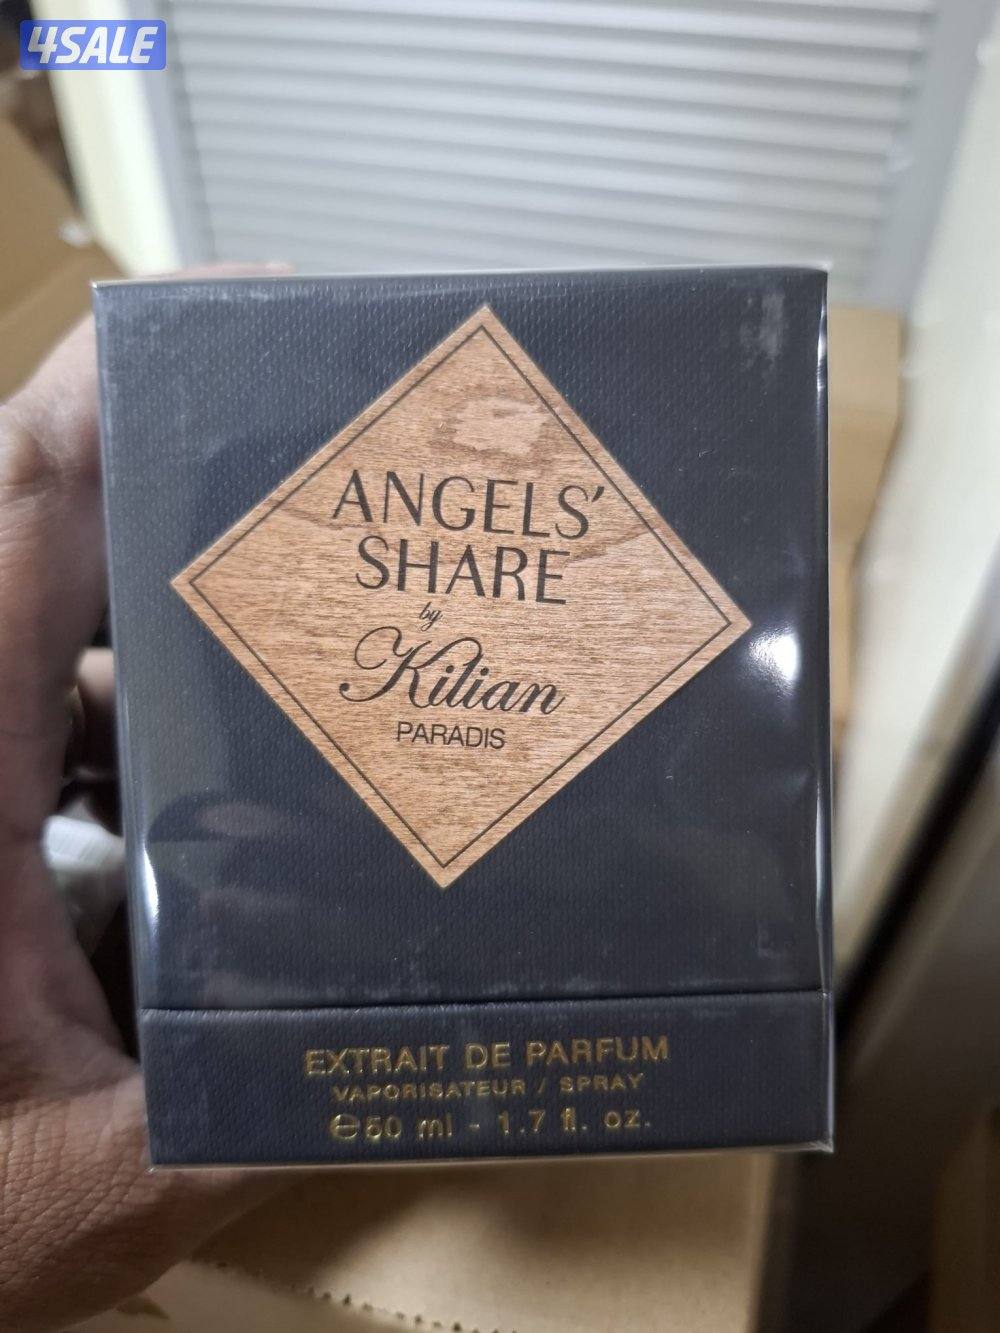 4SALE
ANGELS'
SHARE
by
Kilian
PARADIS
EXTRAIT DE PARFUM
VAPORISATEUR / SPRAY
℮50 ml - 1.7 fl. oz.